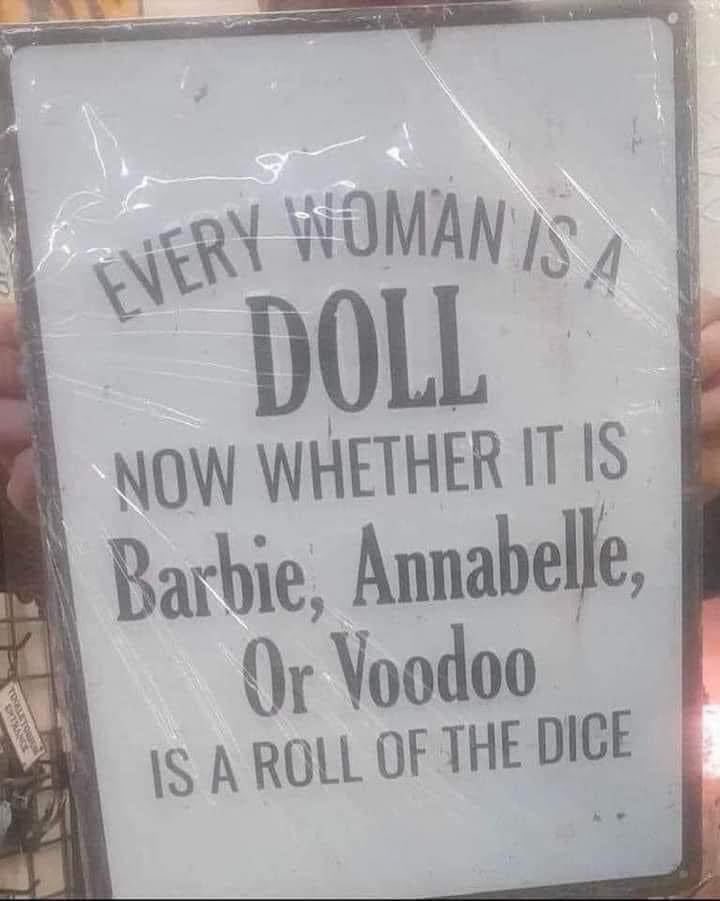 EVERY WOMAN IS A
DOLL
NOW WHETHER IT IS
Barbie, Annabelle,
Or Voodoo
IS A ROLL OF THE DICE